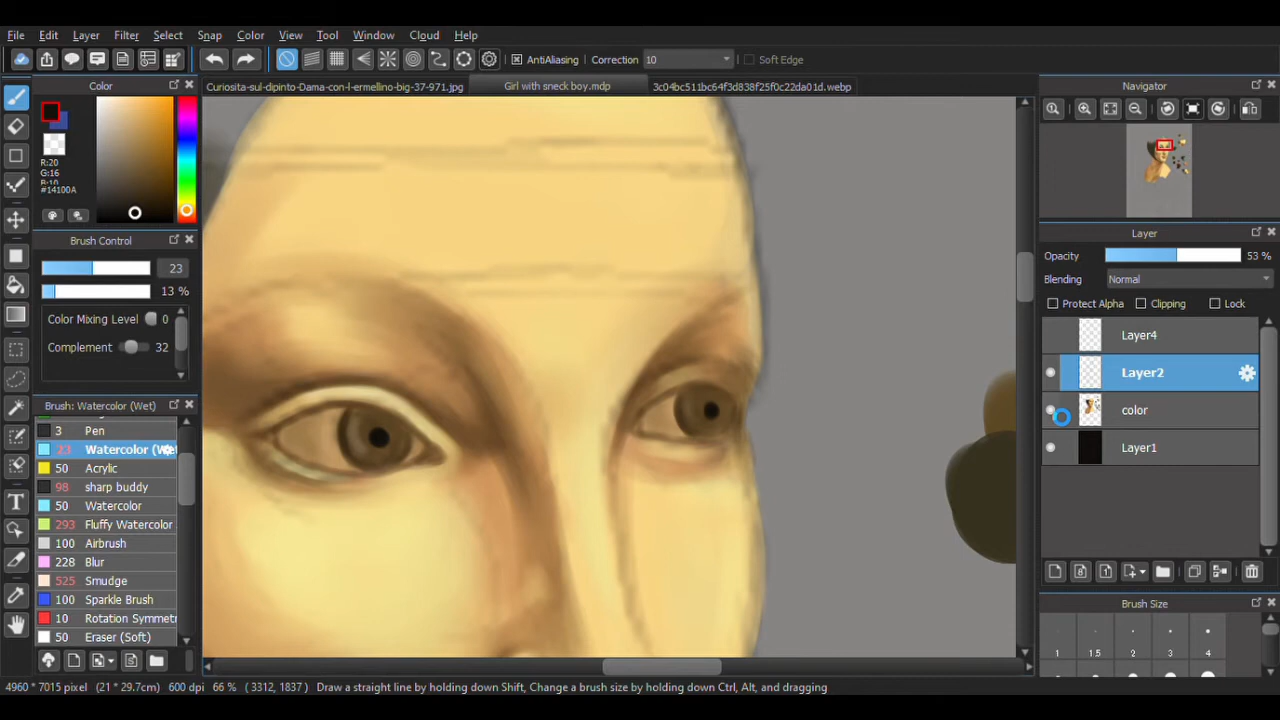 File Edit Layer Filter Select Snap Color View Tool Window Cloud Help
AntiAliasing Correction 10 Soft Edge
Color
Curiosita-sul-dipinto-Dama-con-l-ermellino-big-37-971.jpg Girl with sneck boy.mdp 3c04bc511bc64f3d838f25f0c22da01d.webp
Navigator
R:20
G:16
B:10
#14100A
Brush Control
23
13 %
Color Mixing Level 0
Complement 32
Brush: Watercolor (Wet)
3 Pen
23 Watercolor (Wet
50 Acrylic
98 sharp buddy
50 Watercolor
293 Fluffy Watercolor
100 Airbrush
228 Blur
525 Smudge
100 Sparkle Brush
10 Rotation Symmetr
50 Eraser (Soft)
Layer
Opacity 53 %
Blending Normal
Protect Alpha Clipping Lock
Layer4
Layer2
color
Layer1
8 1
Brush Size
1 1.5 2 3 4
4960 * 7015 pixel (21 * 29.7cm) 600 dpi 66 % ( 3312, 1837 ) Draw a straight line by holding down Shift, Change a brush size by holding down Ctrl, Alt, and dragging